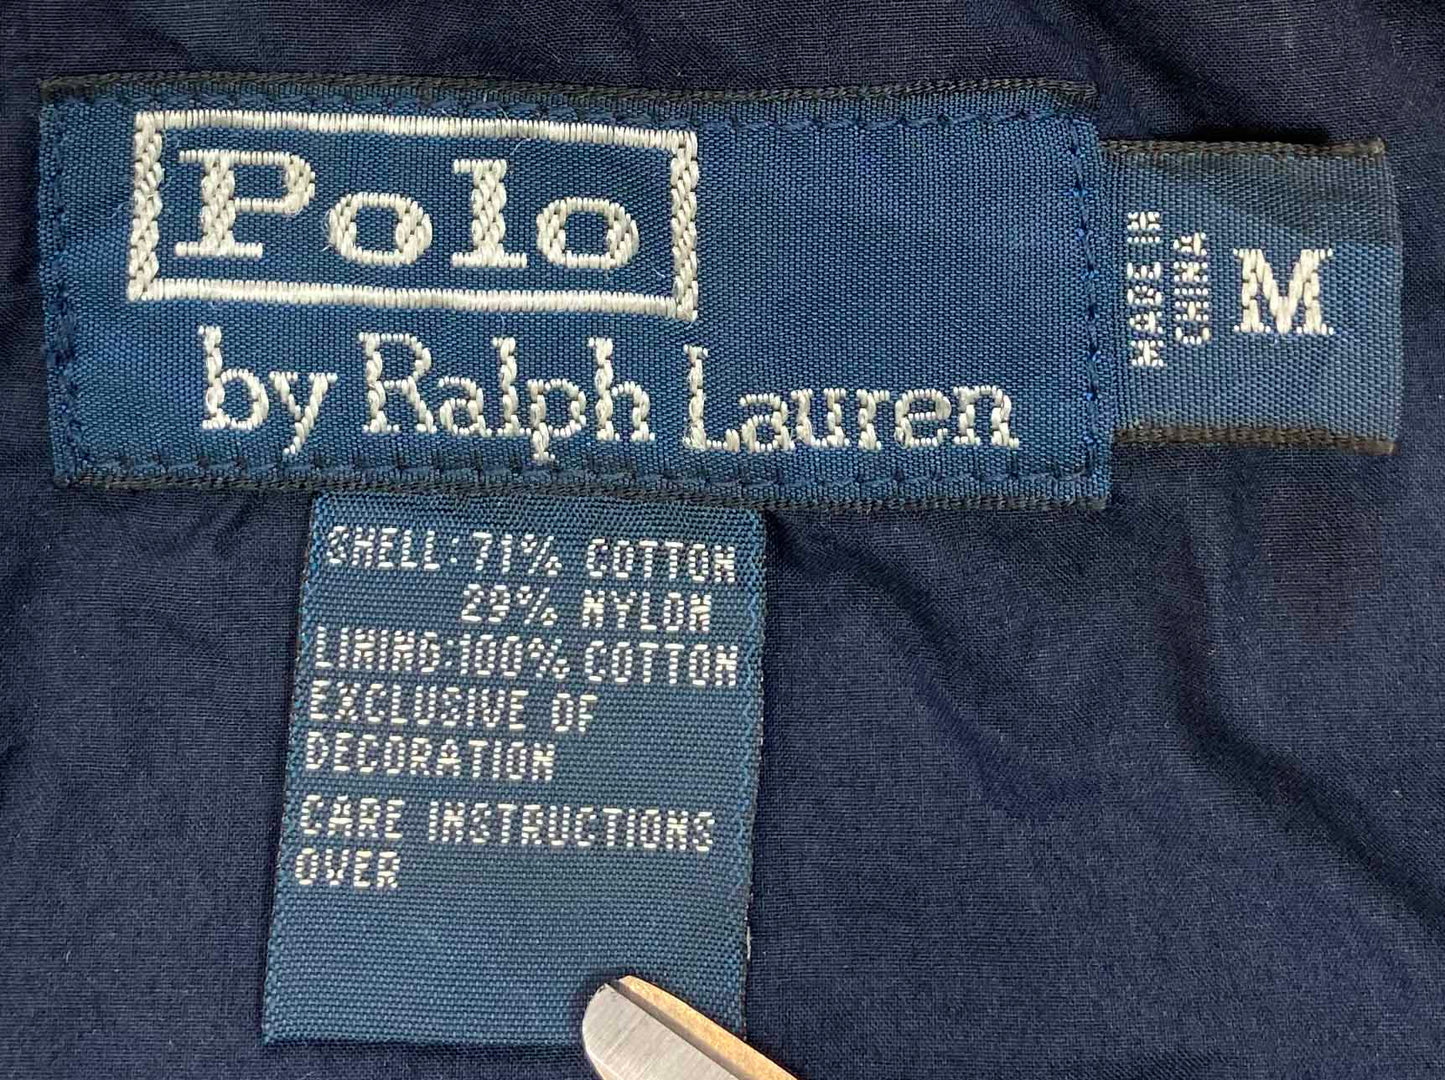 Polo
by Ralph Lauren
MADE IN
CHINA
M
SHELL: 71% COTTON
29% NYLON
LINING: 100% COTTON
EXCLUSIVE OF
DECORATION
CARE INSTRUCTIONS
OVER